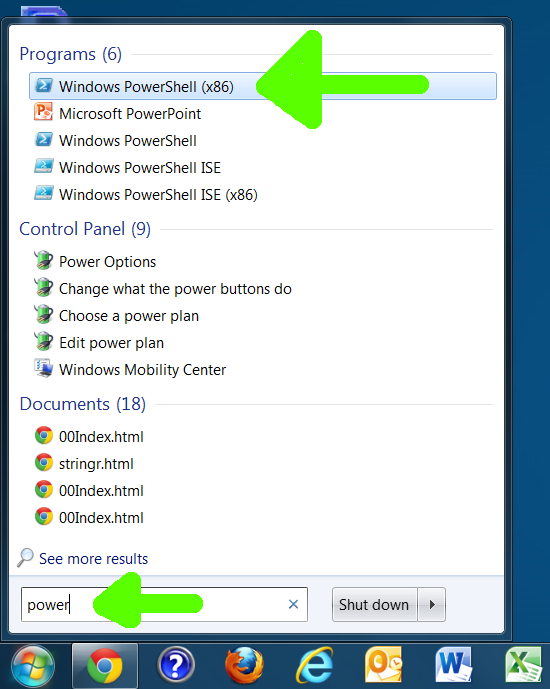 Programs (6)
Windows PowerShell (x86)
Microsoft PowerPoint
Windows PowerShell
Windows PowerShell ISE
Windows PowerShell ISE (x86)
Control Panel (9)
Power Options
Change what the power buttons do
Choose a power plan
Edit power plan
Windows Mobility Center
Documents (18)
00Index.html
stringr.html
00Index.html
00Index.html
See more results
power
Shut down